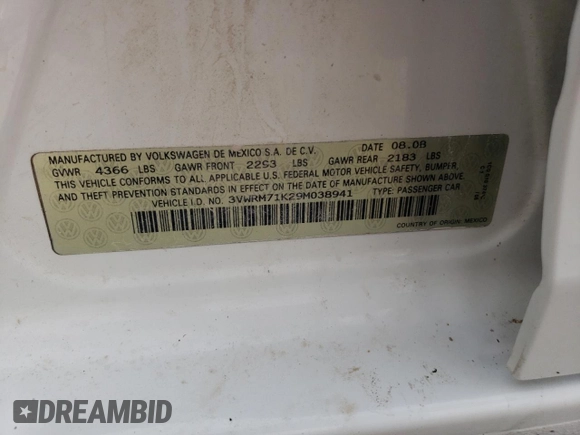 MANUFACTURED BY VOLKSWAGEN DE MEXICO S.A. DE C.V. DATE 08.08
GVWR 4366 LBS GAWR FRONT 2293 LBS GAWR REAR 2183 LBS
THIS VEHICLE CONFORMS TO ALL APPLICABLE U.S. FEDERAL MOTOR VEHICLE SAFETY, BUMPER,
AND THEFT PREVENTION STANDARDS IN EFFECT ON THE DATE OF MANUFACTURE SHOWN ABOVE
VEHICLE I.D. NO. 3VWRM71K29M038941 TYPE: PASSENGER CAR
COUNTRY OF ORIGIN: MEXICO
DREAMBID